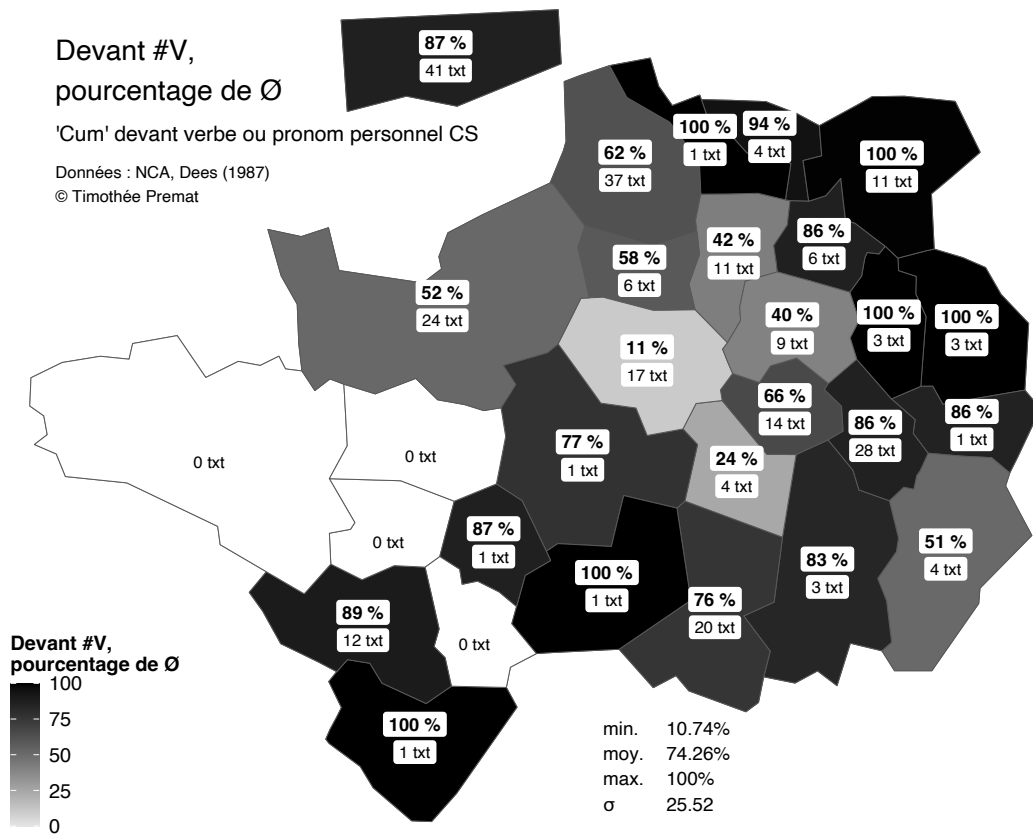 Devant #V,
pourcentage de Ø
'Cum' devant verbe ou pronom personnel CS
Données : NCA, Dees (1987)
© Timothée Premat
87 %
41 txt
62 %
37 txt
100 %
1 txt
94 %
4 txt
100 %
11 txt
86 %
6 txt
42 %
11 txt
58 %
6 txt
52 %
24 txt
40 %
9 txt
100 %
3 txt
100 %
3 txt
11 %
17 txt
66 %
14 txt
86 %
28 txt
86 %
1 txt
0 txt
0 txt
77 %
1 txt
24 %
4 txt
0 txt
87 %
1 txt
51 %
4 txt
100 %
1 txt
83 %
3 txt
76 %
20 txt
89 %
12 txt
0 txt
100 %
1 txt
Devant #V,
pourcentage de Ø
100
75
50
25
0
min. 10.74%
moy. 74.26%
max. 100%
σ 25.52